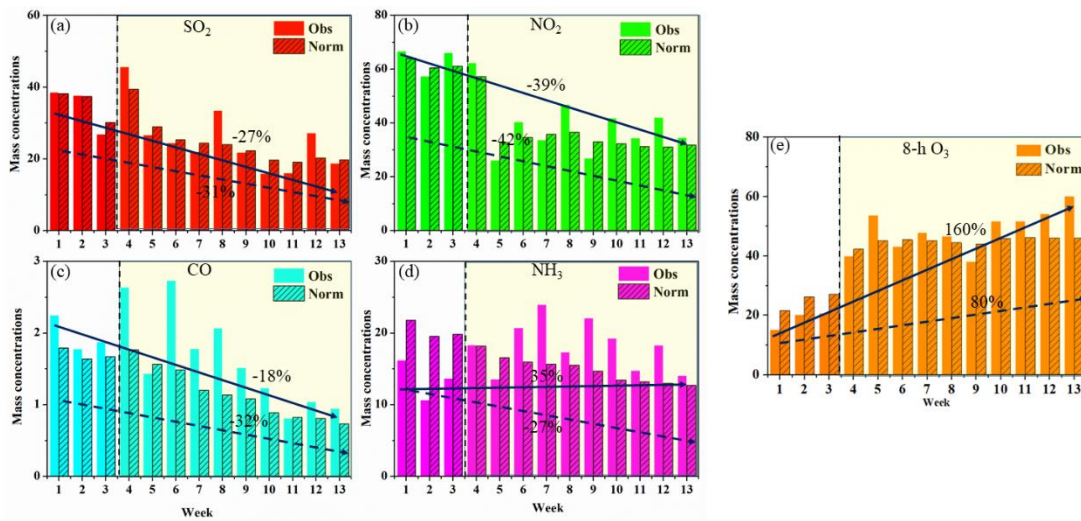 (a) SO2
Obs
Norm
-27%
-31%
Mass concentrations
60
40
20
0
1 2 3 4 5 6 7 8 9 10 11 12 13
(b) NO2
Obs
Norm
-39%
-42%
Mass concentrations
80
60
40
20
0
1 2 3 4 5 6 7 8 9 10 11 12 13
(c) CO
Obs
Norm
-18%
-32%
Mass concentrations
3
2
1
0
1 2 3 4 5 6 7 8 9 10 11 12 13
Week
(d) NH3
Obs
Norm
35%
-27%
Mass concentrations
30
20
10
0
1 2 3 4 5 6 7 8 9 10 11 12 13
Week
(e) 8-h O3
Obs
Norm
160%
80%
Mass concentrations
80
60
40
20
0
1 2 3 4 5 6 7 8 9 10 11 12 13
Week